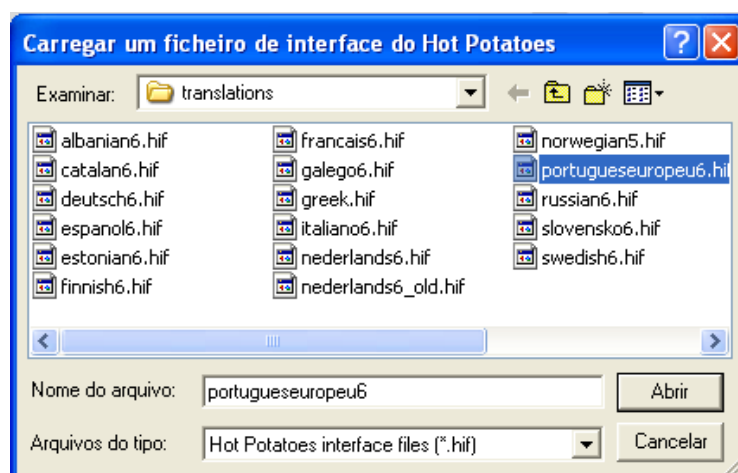 Carregar um ficheiro de interface do Hot Potatoes
Examinar: translations
albanian6.hif francais6.hif norwegian5.hif
catalan6.hif galego6.hif portugueseuropeu6.hif
deutsch6.hif greek.hif russian6.hif
espanol6.hif italiano6.hif slovensko6.hif
estonian6.hif nederlands6.hif swedish6.hif
finnish6.hif nederlands6_old.hif
Nome do arquivo: portugueseuropeu6 Abrir
Arquivos do tipo: Hot Potatoes interface files (*.hif) Cancelar